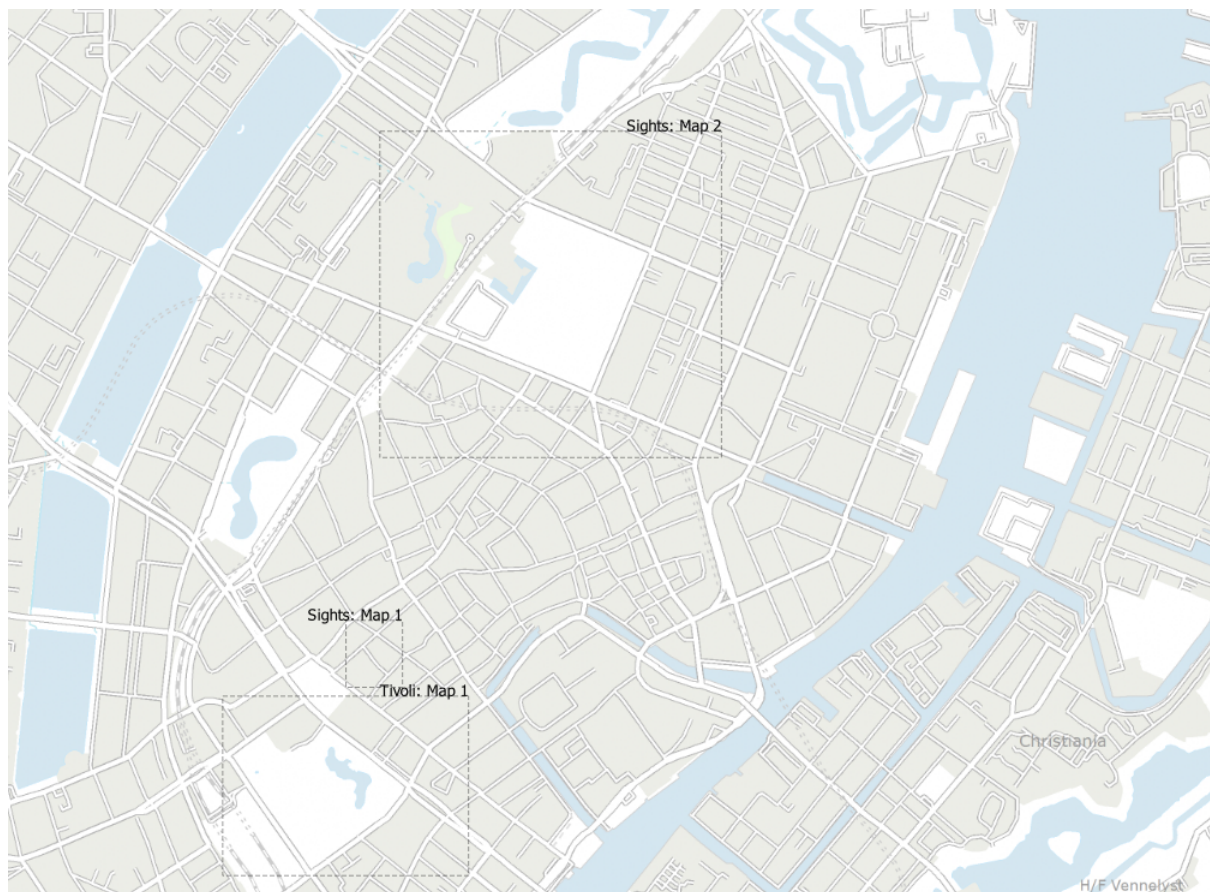 Sights: Map 2
Sights: Map 1
Tivoli: Map 1
Christiania
H/F Vennelyst